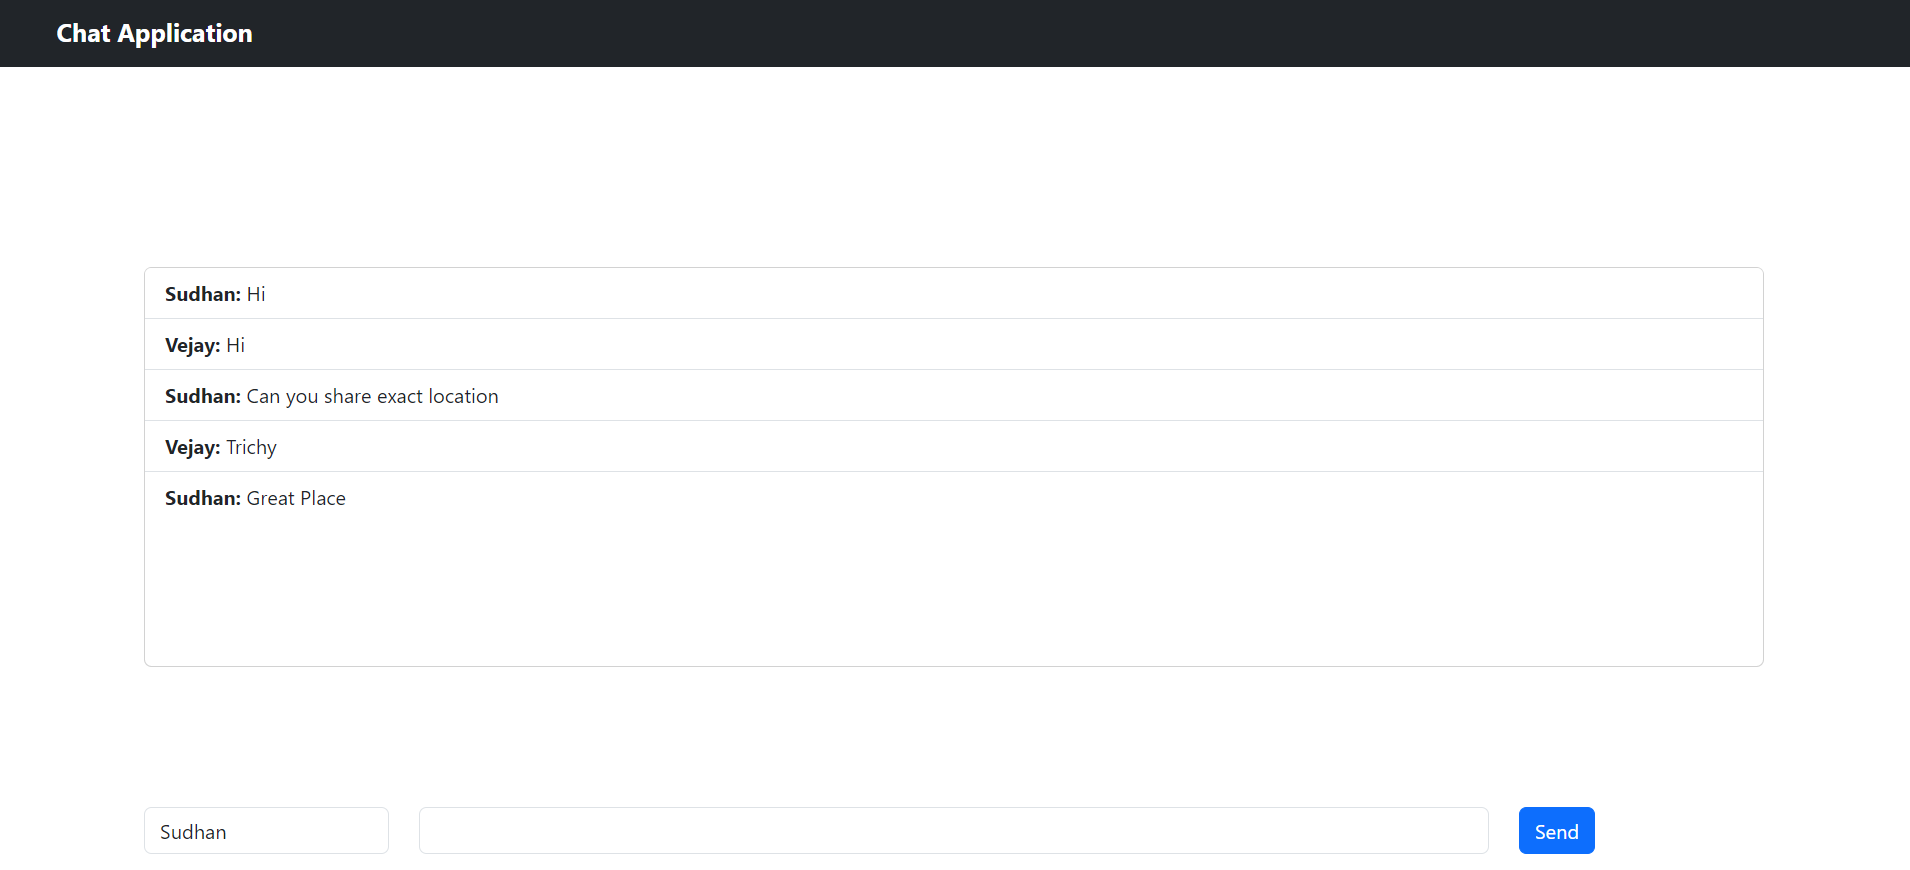 Chat Application
Sudhan: Hi
Vejay: Hi
Sudhan: Can you share exact location
Vejay: Trichy
Sudhan: Great Place
Sudhan
Send